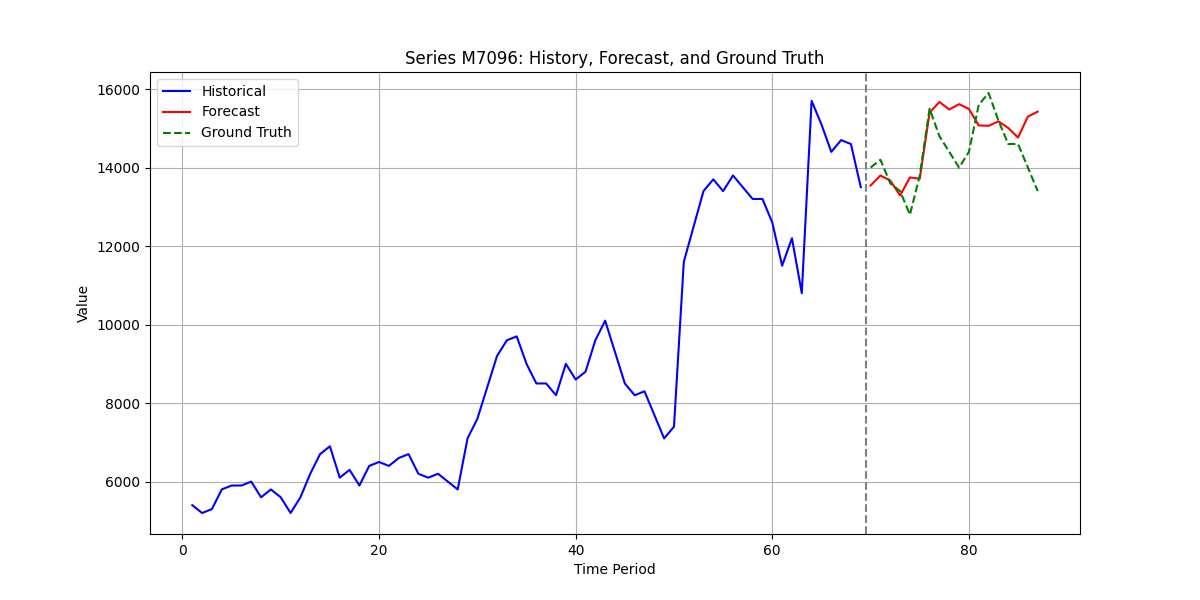 Series M7096: History, Forecast, and Ground Truth
Historical
Forecast
Ground Truth
16000
14000
12000
10000
8000
6000
Value
0 20 40 60 80
Time Period